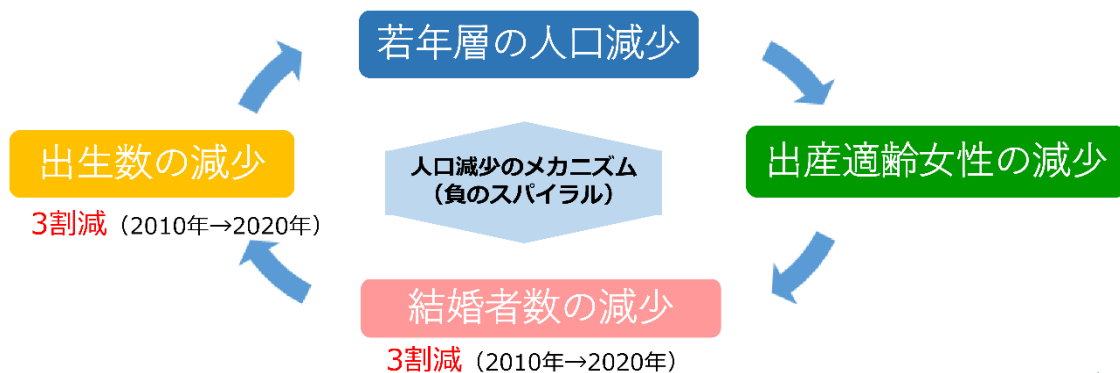 若年層の人口減少
出生数の減少
3割減（2010年→2020年）
人口減少のメカニズム
（負のスパイラル）
出産適齢女性の減少
結婚者数の減少
3割減（2010年→2020年）